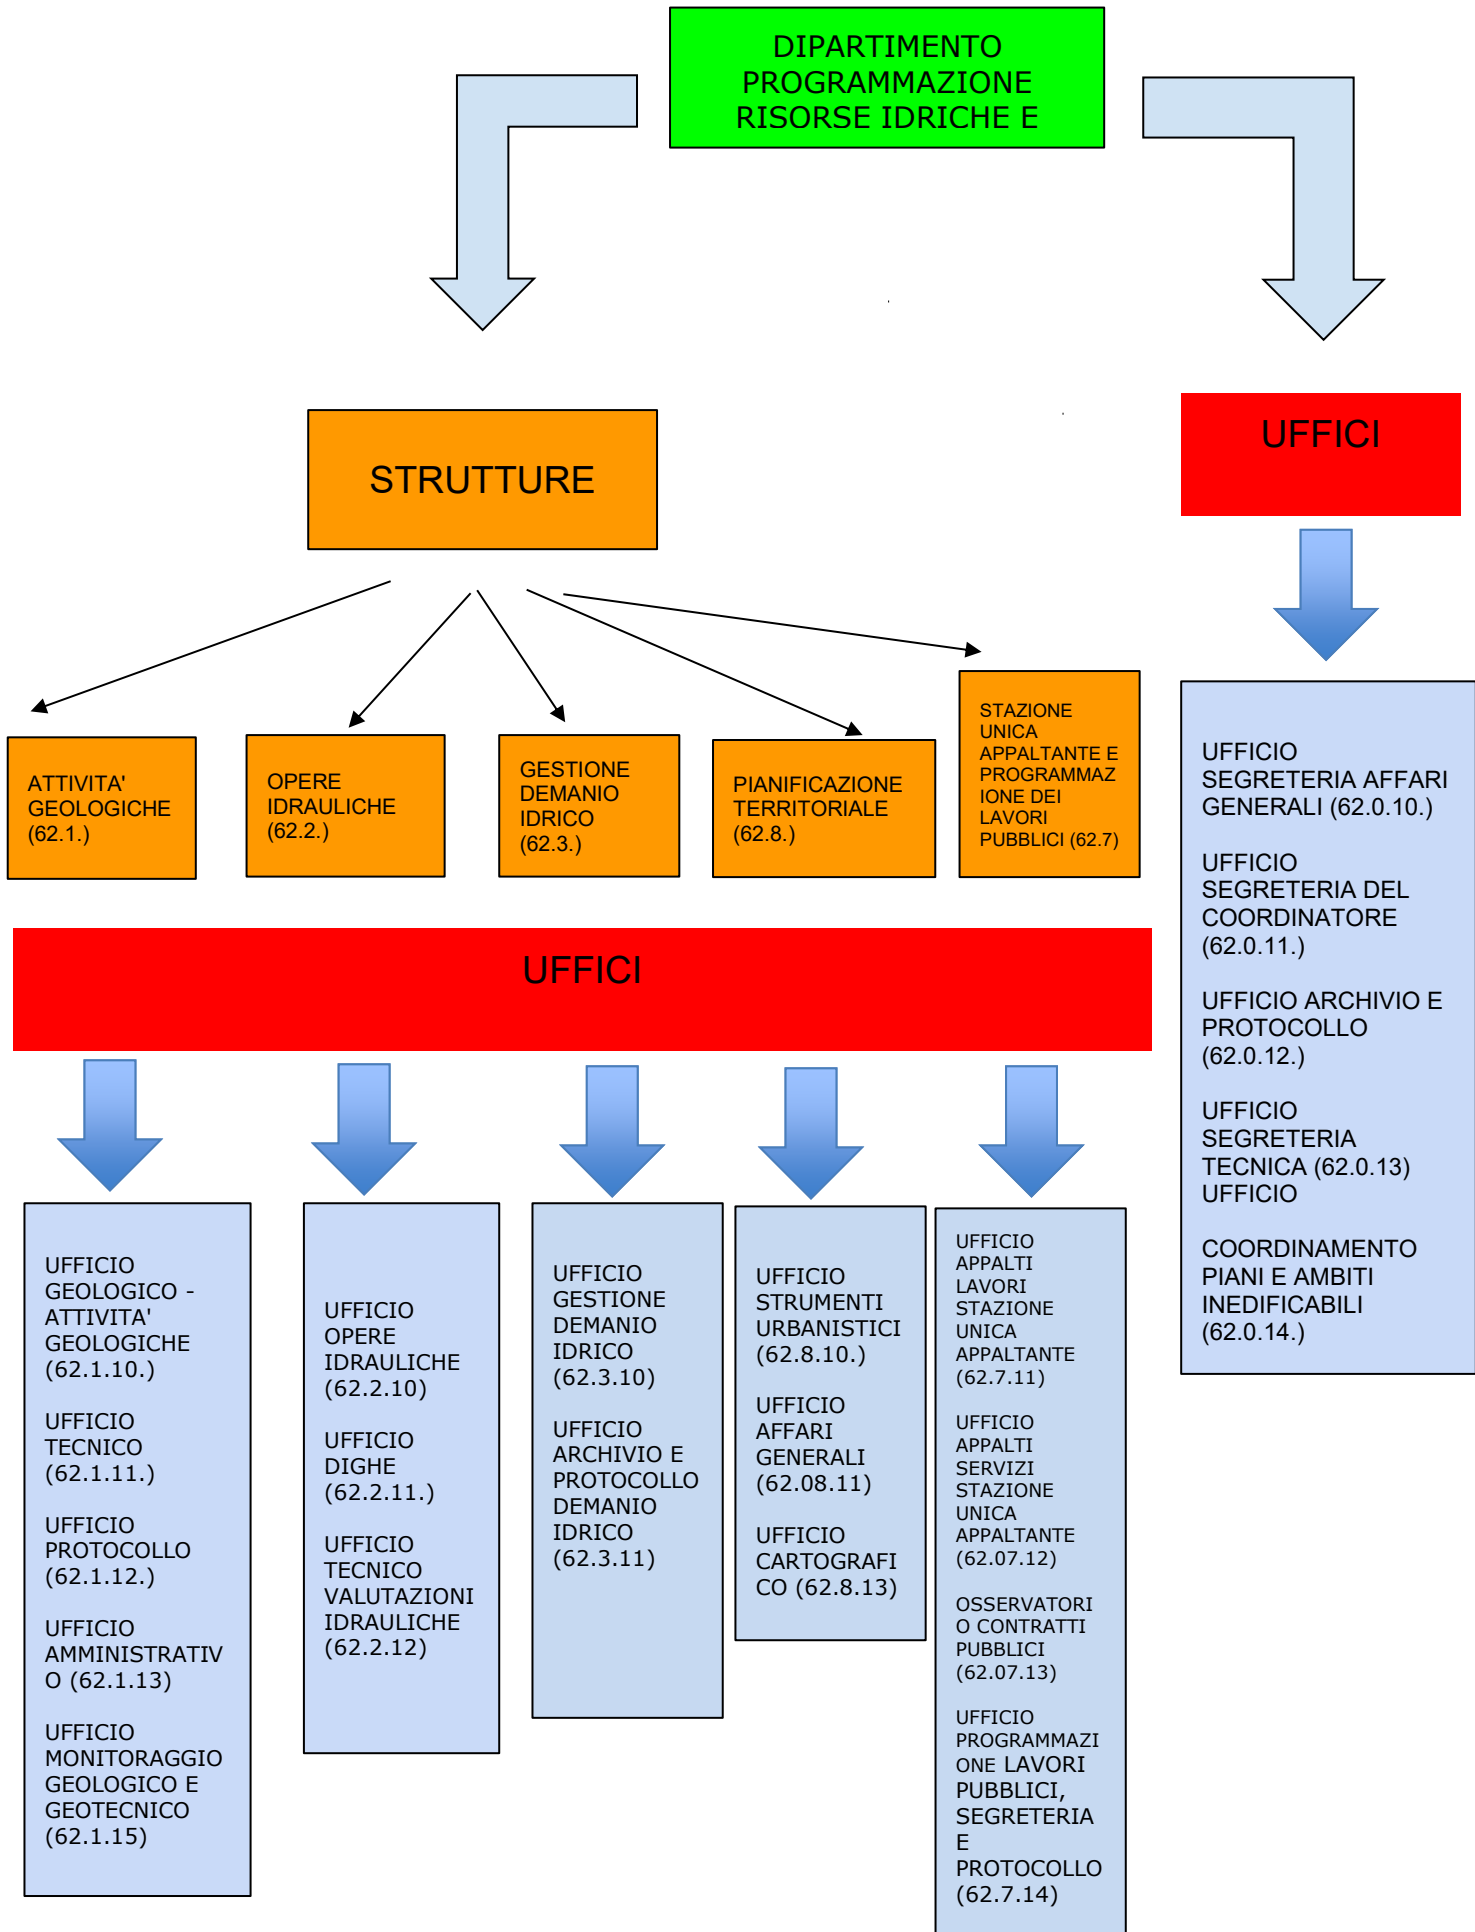 DIPARTIMENTO
PROGRAMMAZIONE
RISORSE IDRICHE E
STRUTTURE
UFFICI
ATTIVITA'
GEOLOGICHE
(62.1.)
OPERE
IDRAULICHE
(62.2.)
GESTIONE
DEMANIO
IDRICO
(62.3.)
PIANIFICAZIONE
TERRITORIALE
(62.8.)
STAZIONE
UNICA
APPALTANTE E
PROGRAMMAZ
IONE DEI
LAVORI
PUBBLICI (62.7)
UFFICIO
SEGRETERIA AFFARI
GENERALI (62.0.10.)
UFFICIO
SEGRETERIA DEL
COORDINATORE
(62.0.11.)
UFFICIO ARCHIVIO E
PROTOCOLLO
(62.0.12.)
UFFICIO
SEGRETERIA
TECNICA (62.0.13)
UFFICIO
COORDINAMENTO
PIANI E AMBITI
INEDIFICABILI
(62.0.14.)
UFFICI
UFFICIO
GEOLOGICO -
ATTIVITA'
GEOLOGICHE
(62.1.10.)
UFFICIO
TECNICO
(62.1.11.)
UFFICIO
PROTOCOLLO
(62.1.12.)
UFFICIO
AMMINISTRATIV
O (62.1.13)
UFFICIO
MONITORAGGIO
GEOLOGICO E
GEOTECNICO
(62.1.15)
UFFICIO
OPERE
IDRAULICHE
(62.2.10)
UFFICIO
DIGHE
(62.2.11.)
UFFICIO
TECNICO
VALUTAZIONI
IDRAULICHE
(62.2.12)
UFFICIO
GESTIONE
DEMANIO
IDRICO
(62.3.10)
UFFICIO
ARCHIVIO E
PROTOCOLLO
DEMANIO
IDRICO
(62.3.11)
UFFICIO
STRUMENTI
URBANISTICI
(62.8.10.)
UFFICIO
AFFARI
GENERALI
(62.08.11)
UFFICIO
CARTOGRAFI
CO (62.8.13)
UFFICIO
APPALTI
LAVORI
STAZIONE
UNICA
APPALTANTE
(62.7.11)
UFFICIO
APPALTI
SERVIZI
STAZIONE
UNICA
APPALTANTE
(62.07.12)
OSSERVATORI
O CONTRATTI
PUBBLICI
(62.07.13)
UFFICIO
PROGRAMMAZI
ONE LAVORI
PUBBLICI,
SEGRETERIA
E
PROTOCOLLO
(62.7.14)